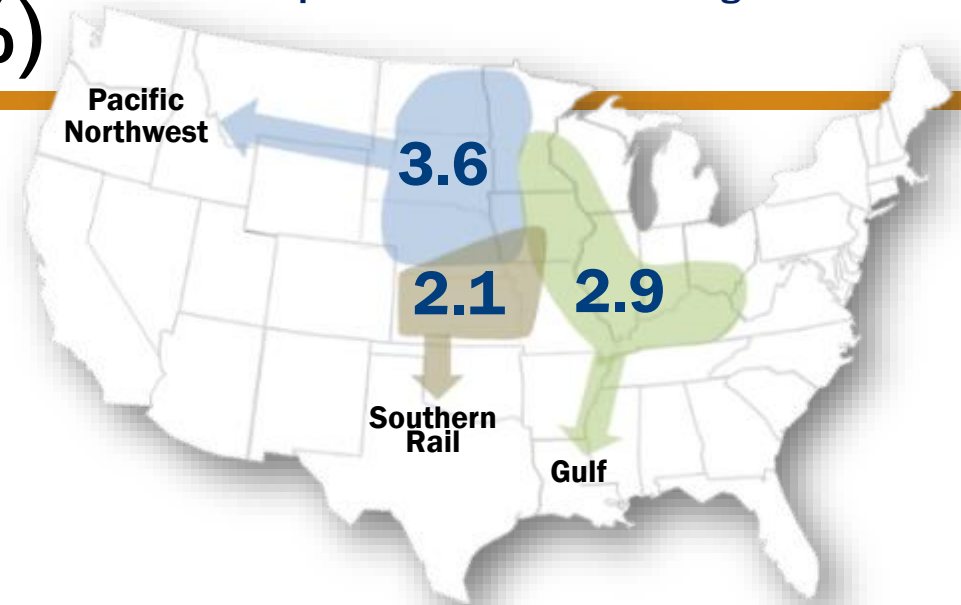 %)
Pacific
Northwest
3.6
2.1
2.9
Southern
Rail
Gulf